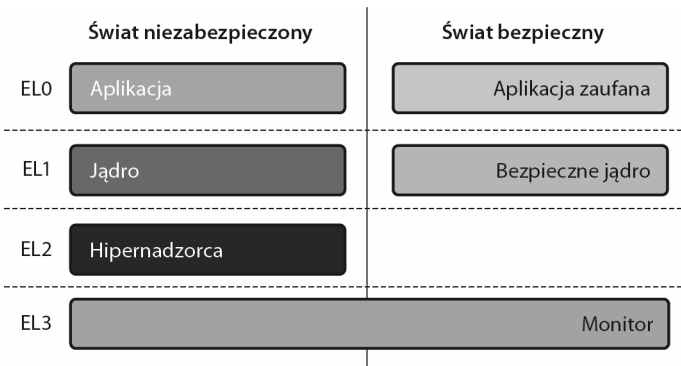 Świat niezabezpieczony
Świat bezpieczny
EL0
Aplikacja
Aplikacja zaufana
EL1
Jądro
Bezpieczne jądro
EL2
Hipernadzorca
EL3
Monitor